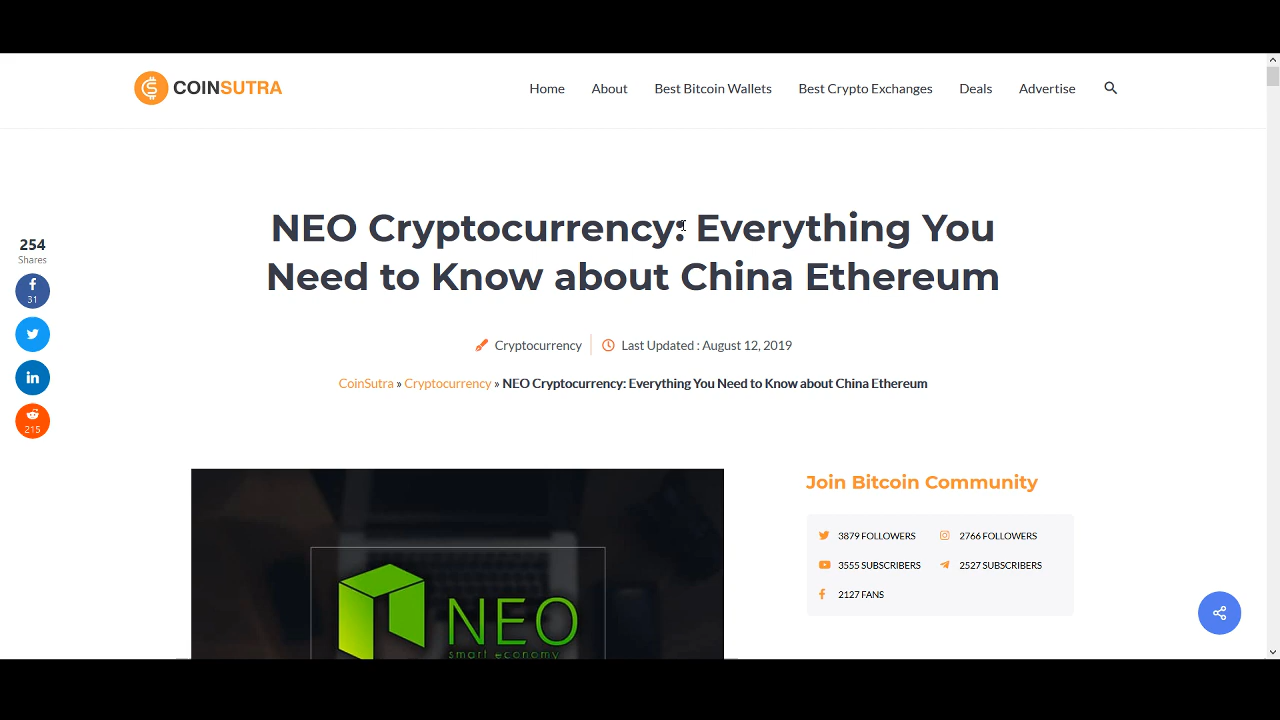 COINSUTRA
Home
About
Best Bitcoin Wallets
Best Crypto Exchanges
Deals
Advertise
NEO Cryptocurrency: Everything You
Need to Know about China Ethereum
254
Shares
31
215
Cryptocurrency
Last Updated : August 12, 2019
CoinSutra » Cryptocurrency » NEO Cryptocurrency: Everything You Need to Know about China Ethereum
NEO
smart economy
Join Bitcoin Community
3879 FOLLOWERS
2766 FOLLOWERS
3555 SUBSCRIBERS
2527 SUBSCRIBERS
2127 FANS